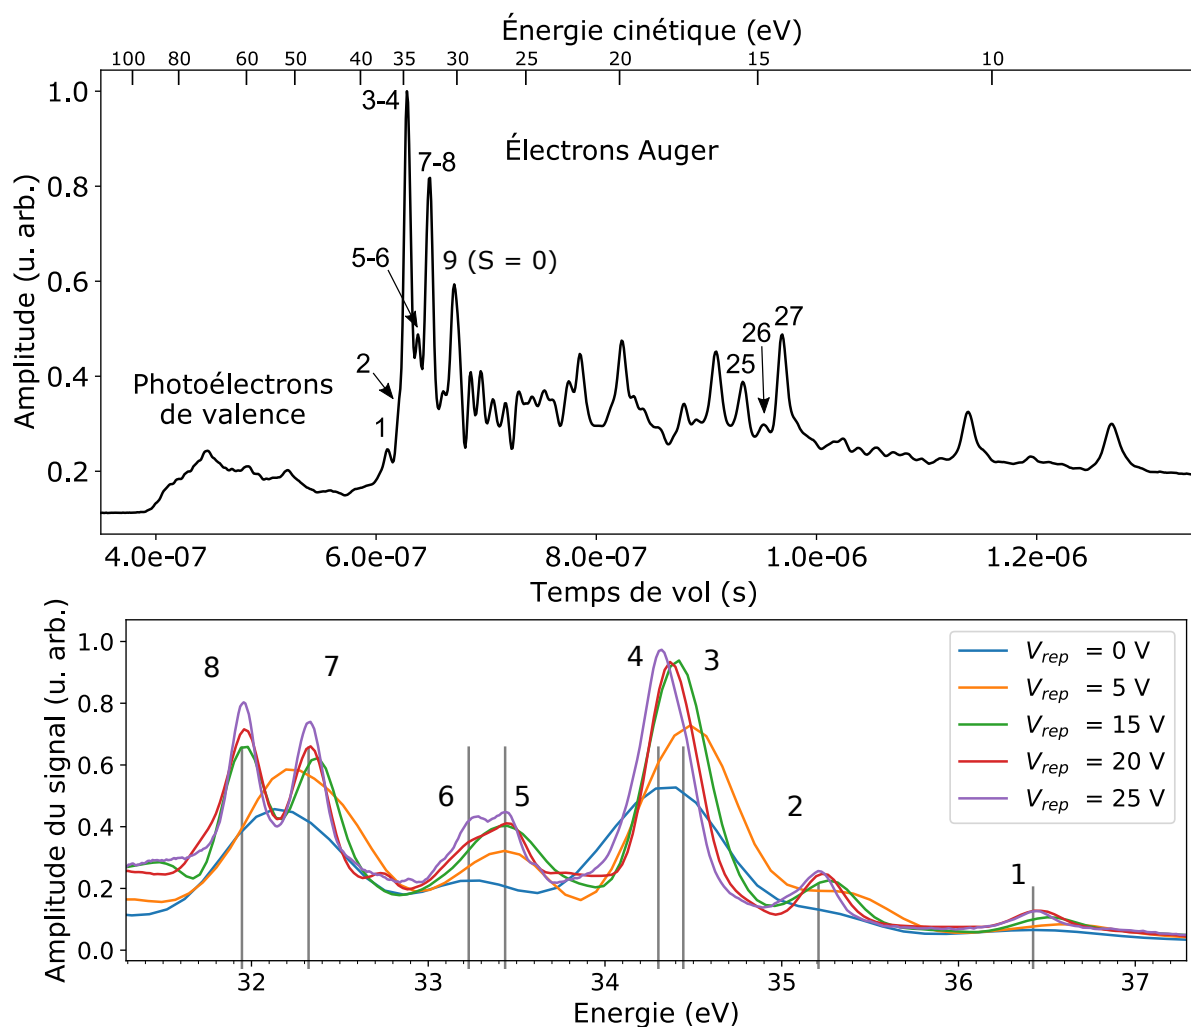 Énergie cinétique (eV)
100 80 60 50 40 35 30 25 20 15 10
Amplitude (u. arb.)
1.0
0.8
0.6
0.4
0.2
3-4
Électrons Auger
7-8
5-6
9 (S = 0)
2
Photoélectrons
de valence
1
25
26
27
4.0e-07 6.0e-07 8.0e-07 1.0e-06 1.2e-06
Temps de vol (s)
Amplitude du signal (u. arb.)
1.0
0.8
0.6
0.4
0.2
0.0
8 7 6 5 4 3 2 1
V_rep = 0 V
V_rep = 5 V
V_rep = 15 V
V_rep = 20 V
V_rep = 25 V
32 33 34 35 36 37
Energie (eV)